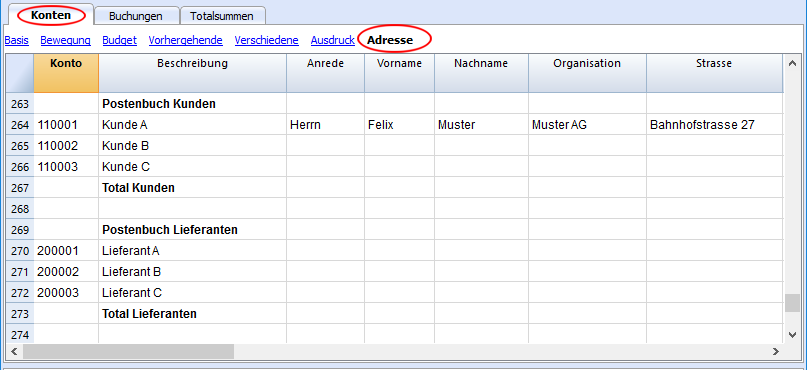 Konten Buchungen Totalsummen
Basis Bewegung Budget Vorhergehende Verschiedene Ausdruck Adresse
Konto Beschreibung Anrede Vorname Nachname Organisation Strasse
263 Postenbuch Kunden
264 110001 Kunde A Herrn Felix Muster Muster AG Bahnhofstrasse 27
265 110002 Kunde B
266 110003 Kunde C
267 Total Kunden
268
269 Postenbuch Lieferanten
270 200001 Lieferant A
271 200002 Lieferant B
272 200003 Lieferant C
273 Total Lieferanten
274